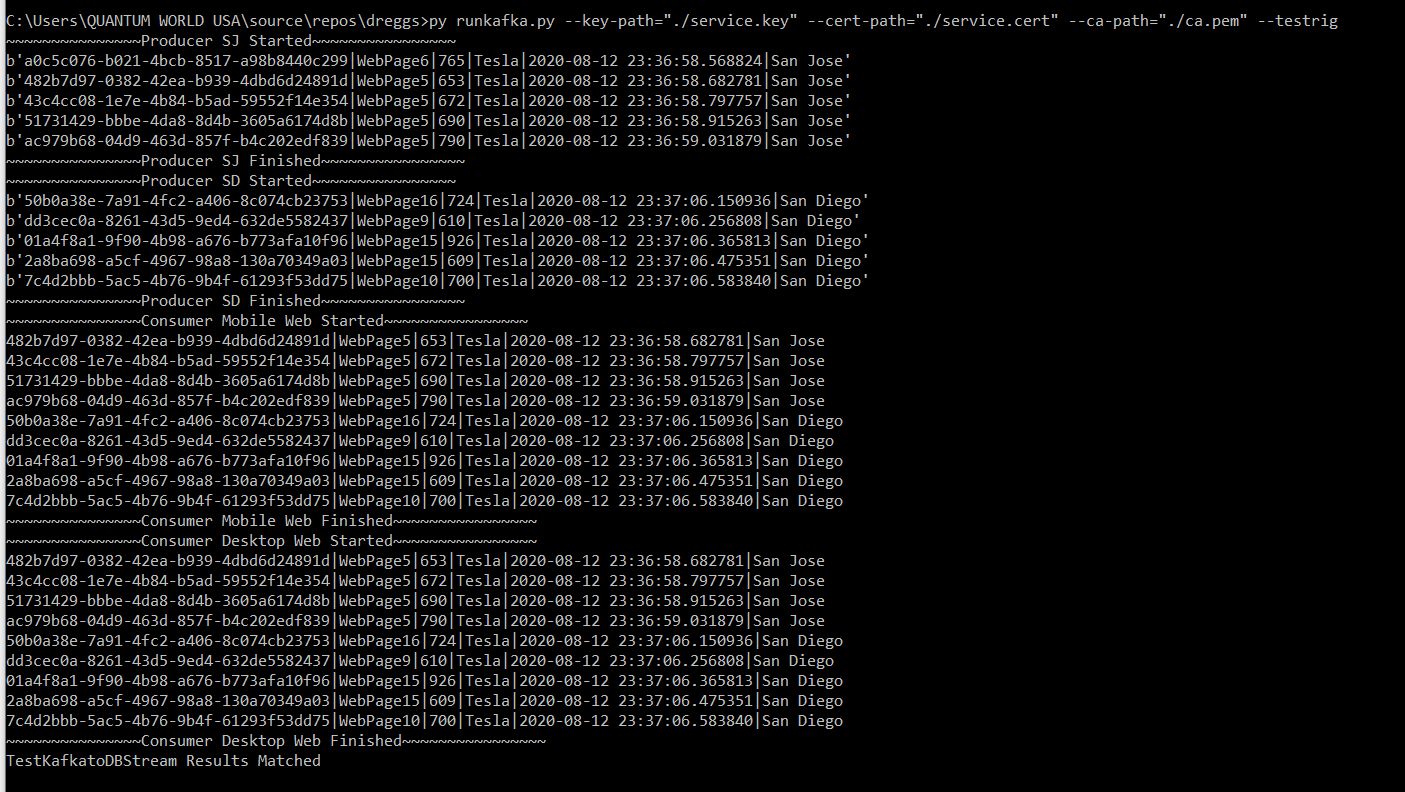 C:\Users\QUANTUM WORLD USA\source\repos\dreggs>py runkafka.py --key-path="./service.key" --cert-path="./service.cert" --ca-path="./ca.pem" --testrig
~~~~~~~~~~~~~~~Producer SJ Started~~~~~~~~~~~~~~~~
b'a0c5c076-b021-4bcb-8517-a98b8440c299|WebPage6|765|Tesla|2020-08-12 23:36:58.568824|San Jose'
b'482b7d97-0382-42ea-b939-4dbd6d24891d|WebPage5|653|Tesla|2020-08-12 23:36:58.682781|San Jose'
b'43c4cc08-1e7e-4b84-b5ad-59552f14e354|WebPage5|672|Tesla|2020-08-12 23:36:58.797757|San Jose'
b'51731429-bbbe-4da8-8d4b-3605a6174d8b|WebPage5|690|Tesla|2020-08-12 23:36:58.915263|San Jose'
b'ac979b68-04d9-463d-857f-b4c202edf839|WebPage5|790|Tesla|2020-08-12 23:36:59.031879|San Jose'
~~~~~~~~~~~~~~~Producer SJ Finished~~~~~~~~~~~~~~~~
~~~~~~~~~~~~~~~Producer SD Started~~~~~~~~~~~~~~~~
b'50b0a38e-7a91-4fc2-a406-8c074cb23753|WebPage16|724|Tesla|2020-08-12 23:37:06.150936|San Diego'
b'dd3cec0a-8261-43d5-9ed4-632de5582437|WebPage9|610|Tesla|2020-08-12 23:37:06.256808|San Diego'
b'01a4f8a1-9f90-4b98-a676-b773afa10f96|WebPage15|926|Tesla|2020-08-12 23:37:06.365813|San Diego'
b'2a8ba698-a5cf-4967-98a8-130a70349a03|WebPage15|609|Tesla|2020-08-12 23:37:06.475351|San Diego'
b'7c4d2bbb-5ac5-4b76-9b4f-61293f53dd75|WebPage10|700|Tesla|2020-08-12 23:37:06.583840|San Diego'
~~~~~~~~~~~~~~~Producer SD Finished~~~~~~~~~~~~~~~~
~~~~~~~~~~~~~~~Consumer Mobile Web Started~~~~~~~~~~~~~~~~
482b7d97-0382-42ea-b939-4dbd6d24891d|WebPage5|653|Tesla|2020-08-12 23:36:58.682781|San Jose
43c4cc08-1e7e-4b84-b5ad-59552f14e354|WebPage5|672|Tesla|2020-08-12 23:36:58.797757|San Jose
51731429-bbbe-4da8-8d4b-3605a6174d8b|WebPage5|690|Tesla|2020-08-12 23:36:58.915263|San Jose
ac979b68-04d9-463d-857f-b4c202edf839|WebPage5|790|Tesla|2020-08-12 23:36:59.031879|San Jose
50b0a38e-7a91-4fc2-a406-8c074cb23753|WebPage16|724|Tesla|2020-08-12 23:37:06.150936|San Diego
dd3cec0a-8261-43d5-9ed4-632de5582437|WebPage9|610|Tesla|2020-08-12 23:37:06.256808|San Diego
01a4f8a1-9f90-4b98-a676-b773afa10f96|WebPage15|926|Tesla|2020-08-12 23:37:06.365813|San Diego
2a8ba698-a5cf-4967-98a8-130a70349a03|WebPage15|609|Tesla|2020-08-12 23:37:06.475351|San Diego
7c4d2bbb-5ac5-4b76-9b4f-61293f53dd75|WebPage10|700|Tesla|2020-08-12 23:37:06.583840|San Diego
~~~~~~~~~~~~~~~Consumer Mobile Web Finished~~~~~~~~~~~~~~~~
~~~~~~~~~~~~~~~Consumer Desktop Web Started~~~~~~~~~~~~~~~~
482b7d97-0382-42ea-b939-4dbd6d24891d|WebPage5|653|Tesla|2020-08-12 23:36:58.682781|San Jose
43c4cc08-1e7e-4b84-b5ad-59552f14e354|WebPage5|672|Tesla|2020-08-12 23:36:58.797757|San Jose
51731429-bbbe-4da8-8d4b-3605a6174d8b|WebPage5|690|Tesla|2020-08-12 23:36:58.915263|San Jose
ac979b68-04d9-463d-857f-b4c202edf839|WebPage5|790|Tesla|2020-08-12 23:36:59.031879|San Jose
50b0a38e-7a91-4fc2-a406-8c074cb23753|WebPage16|724|Tesla|2020-08-12 23:37:06.150936|San Diego
dd3cec0a-8261-43d5-9ed4-632de5582437|WebPage9|610|Tesla|2020-08-12 23:37:06.256808|San Diego
01a4f8a1-9f90-4b98-a676-b773afa10f96|WebPage15|926|Tesla|2020-08-12 23:37:06.365813|San Diego
2a8ba698-a5cf-4967-98a8-130a70349a03|WebPage15|609|Tesla|2020-08-12 23:37:06.475351|San Diego
7c4d2bbb-5ac5-4b76-9b4f-61293f53dd75|WebPage10|700|Tesla|2020-08-12 23:37:06.583840|San Diego
~~~~~~~~~~~~~~~Consumer Desktop Web Finished~~~~~~~~~~~~~~~~
TestKafkatoDBStream Results Matched